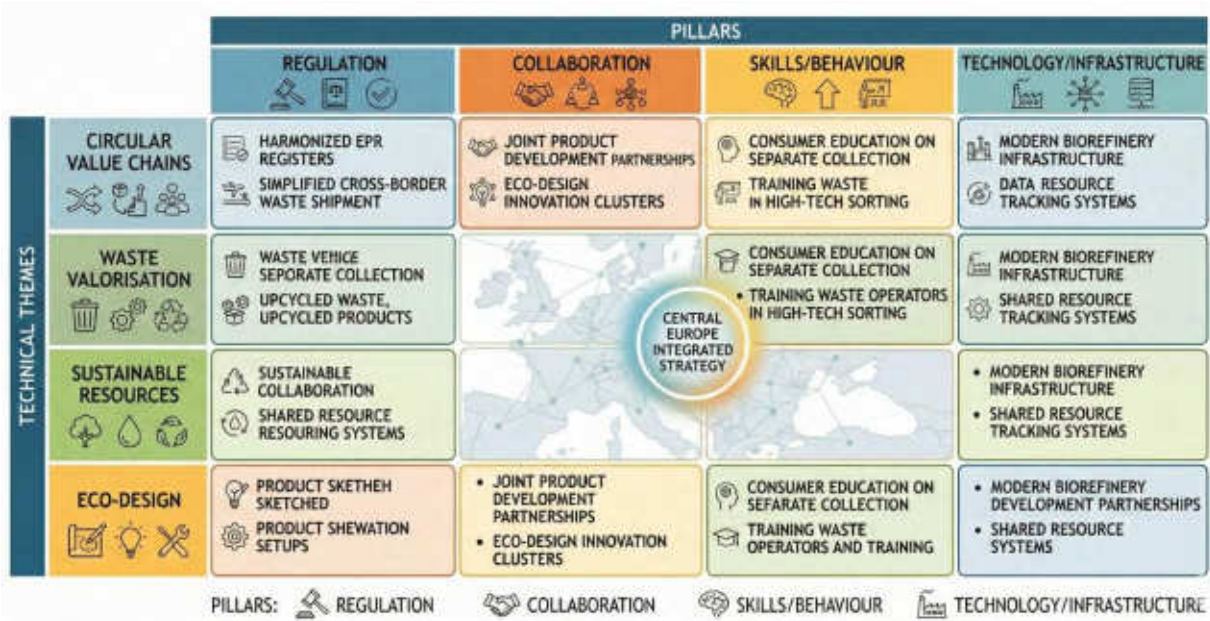 PILLARS
REGULATION
COLLABORATION
SKILLS/BEHAVIOUR
TECHNOLOGY/INFRASTRUCTURE
TECHNICAL THEMES
CIRCULAR
VALUE CHAINS
HARMONIZED EPR
REGISTERS
SIMPLIFIED CROSS-BORDER
WASTE SHIPMENT
JOINT PRODUCT
DEVELOPMENT PARTNERSHIPS
ECO-DESIGN
INNOVATION CLUSTERS
CONSUMER EDUCATION ON
SEPARATE COLLECTION
TRAINING WASTE
IN HIGH-TECH SORTING
MODERN BIOREFINERY
INFRASTRUCTURE
DATA RESOURCE
TRACKING SYSTEMS
WASTE
VALORISATION
WASTE VEHICE
SEPORATE COLLECTION
UPCYCLED WASTE,
UPCYCLED PRODUCTS
CENTRAL
EUROPE
INTEGRATED
STRATEGY
CONSUMER EDUCATION ON
SEPARATE COLLECTION
• TRAINING WASTE OPERATORS
IN HIGH-TECH SORTING
MODERN BIOREFINERY
INFRASTRUCTURE
SHARED RESOURCE
TRACKING SYSTEMS
SUSTAINABLE
RESOURCES
SUSTAINABLE
COLLABORATION
SHARED RESOURCE
RESOURING SYSTEMS
• MODERN BIOREFINERY
INFRASTRUCTURE
• SHARED RESOURCE
TRACKING SYSTEMS
ECO-DESIGN
PRODUCT SKETHEH
SKETCHED
PRODUCT SHEWATION
SETUPS
• JOINT PRODUCT
DEVELOPMENT
PARTNERSHIPS
• ECO-DESIGN INNOVATION
CLUSTERS
CONSUMER EDUCATION ON
SEFARATE COLLECTION
TRAINING WASTE
OPERATORS AND TRAINING
• MODERN BIOREFINERY
DEVELOPMENT PARTNERSHIPS
• SHARED RESOURCE
SYSTEMS
PILLARS: REGULATION COLLABORATION SKILLS/BEHAVIOUR TECHNOLOGY/INFRASTRUCTURE